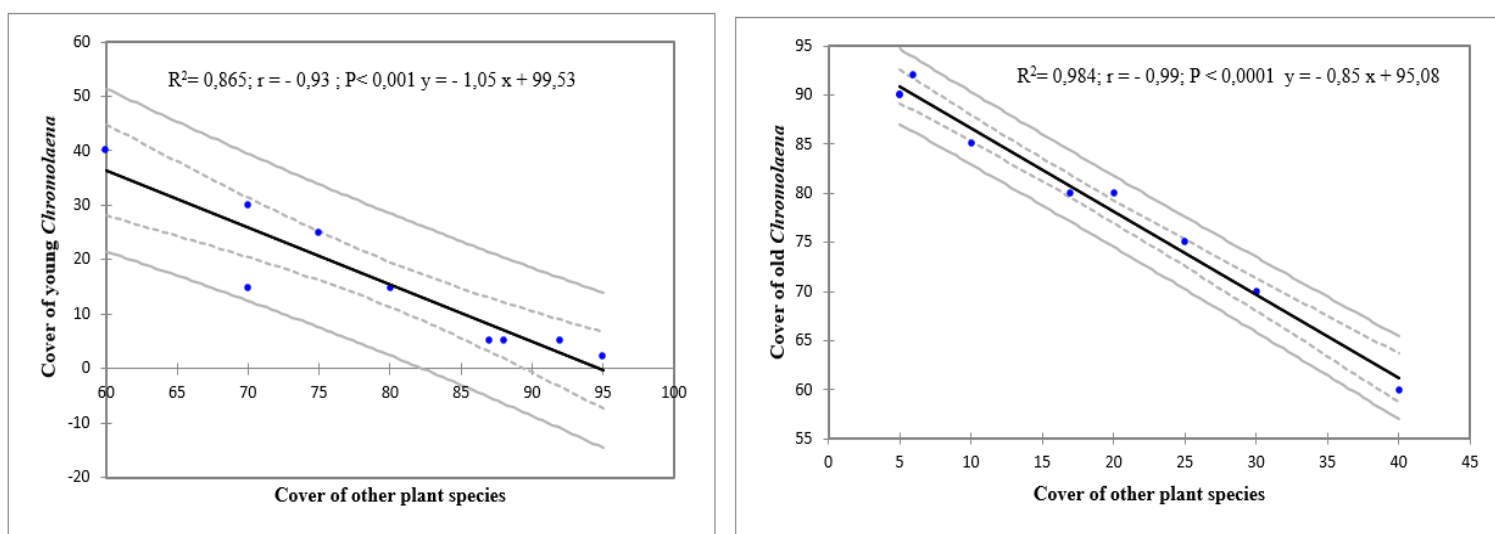 R²= 0,865; r = - 0,93 ; P< 0,001 y = - 1,05 x + 99,53
60
50
40
30
20
10
0
-10
-20
60 65 70 75 80 85 90 95 100
Cover of young Chromolaena
Cover of other plant species
R²= 0,984; r = - 0,99; P < 0,0001 y = - 0,85 x + 95,08
95
90
85
80
75
70
65
60
55
0 5 10 15 20 25 30 35 40 45
Cover of old Chromolaena
Cover of other plant species